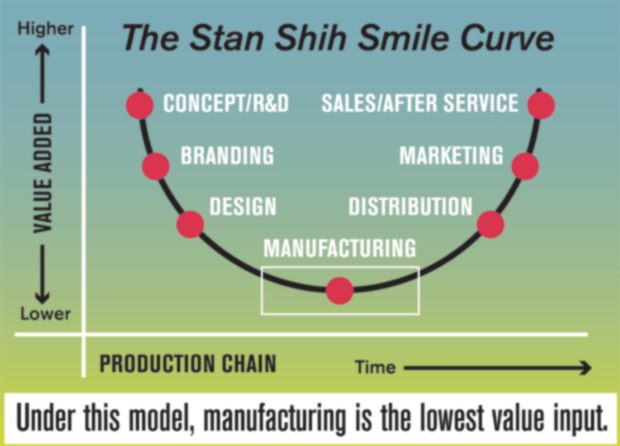 The Stan Shih Smile Curve
Higher
VALUE ADDED
Lower
CONCEPT/R&D
SALES/AFTER SERVICE
BRANDING
MARKETING
DESIGN
DISTRIBUTION
MANUFACTURING
PRODUCTION CHAIN
Time
Under this model, manufacturing is the lowest value input.